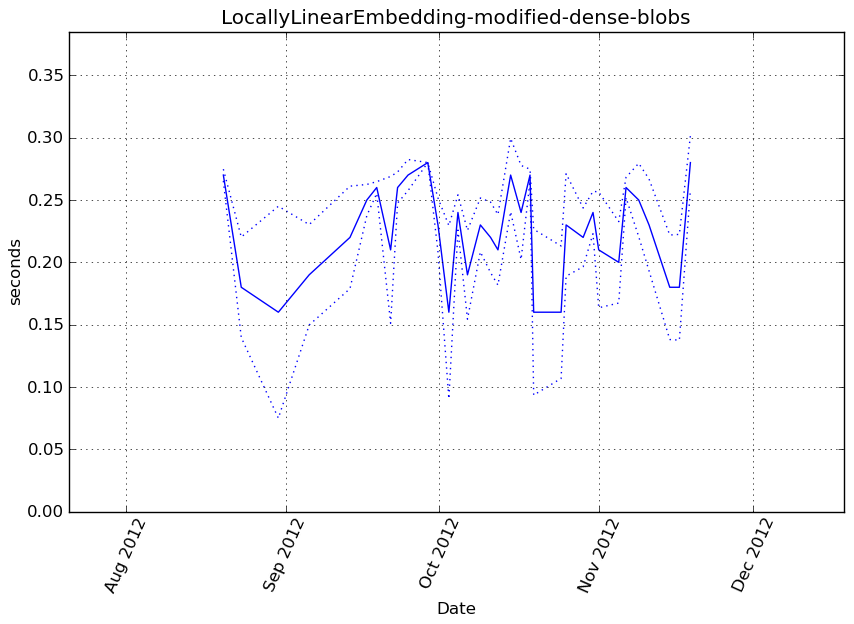 LocallyLinearEmbedding-modified-dense-blobs
0.35
0.30
0.25
0.20
0.15
0.10
0.05
0.00
seconds
Aug 2012
Sep 2012
Oct 2012
Nov 2012
Dec 2012
Date